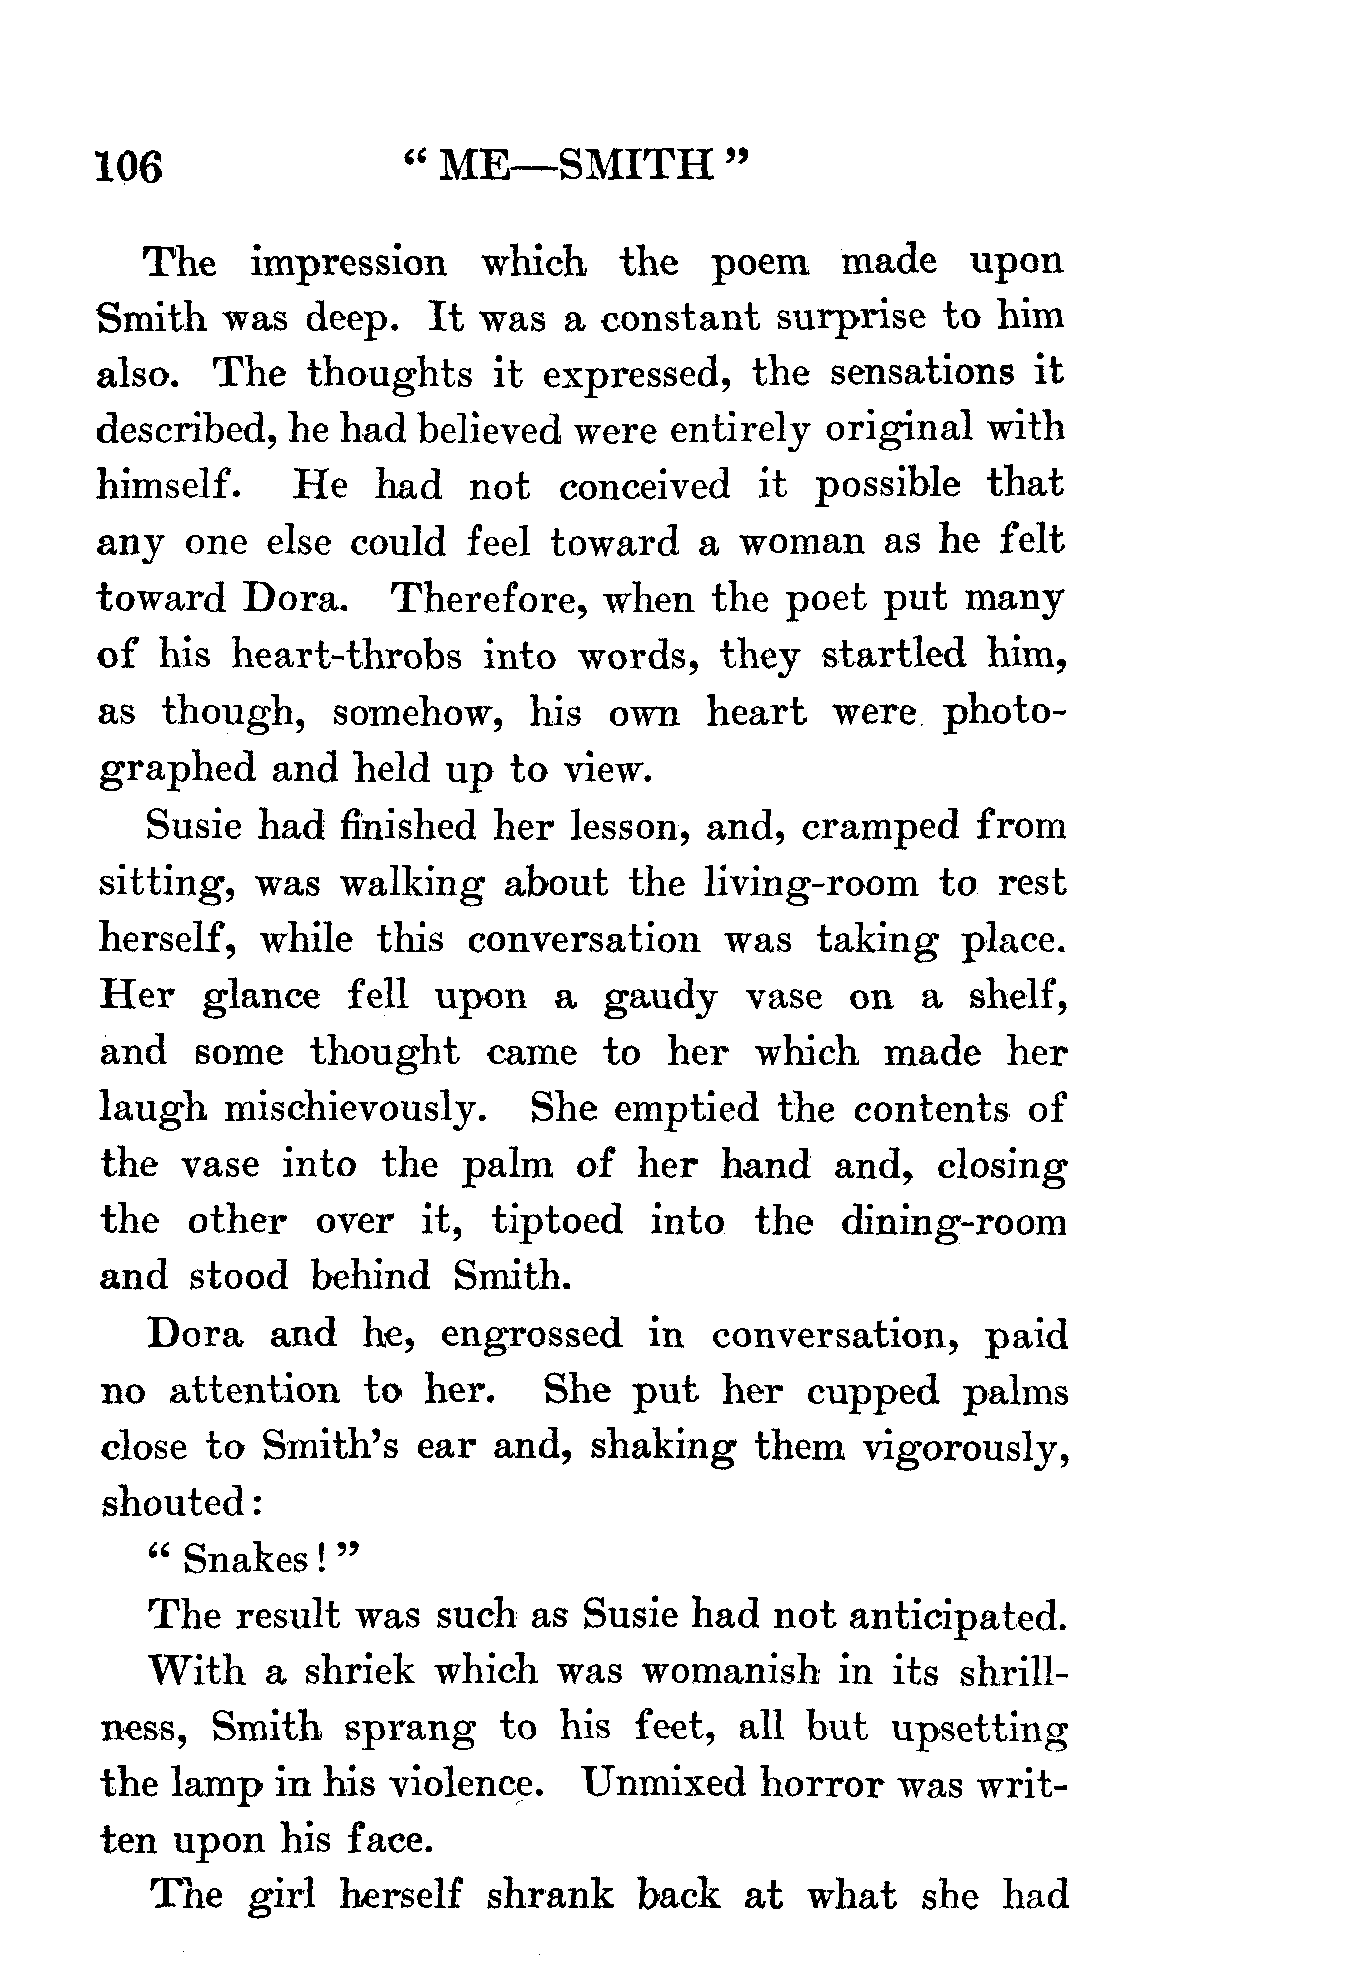 106 “ ME—SMITH ”
The impression which the poem made upon
Smith was deep. It was a constant surprise to him
also. The thoughts it expressed, the sensations it
described, he had believed were entirely original with
himself. He had not conceived it possible that
any one else could feel toward a woman as he felt
toward Dora. Therefore, when the poet put many
of his heart-throbs into words, they startled him,
as though, somehow, his own heart were photo-
graphed and held up to view.
Susie had finished her lesson, and, cramped from
sitting, was walking about the living-room to rest
herself, while this conversation was taking place.
Her glance fell upon a gaudy vase on a shelf,
and some thought came to her which made her
laugh mischievously. She emptied the contents of
the vase into the palm of her hand and, closing
the other over it, tiptoed into the dining-room
and stood behind Smith.
Dora and he, engrossed in conversation, paid
no attention to her. She put her cupped palms
close to Smith’s ear and, shaking them vigorously,
shouted:
“ Snakes! ”
The result was such as Susie had not anticipated.
With a shriek which was womanish in its shrill-
ness, Smith sprang to his feet, all but upsetting
the lamp in his violence. Unmixed horror was writ-
ten upon his face.
The girl herself shrank back at what she had